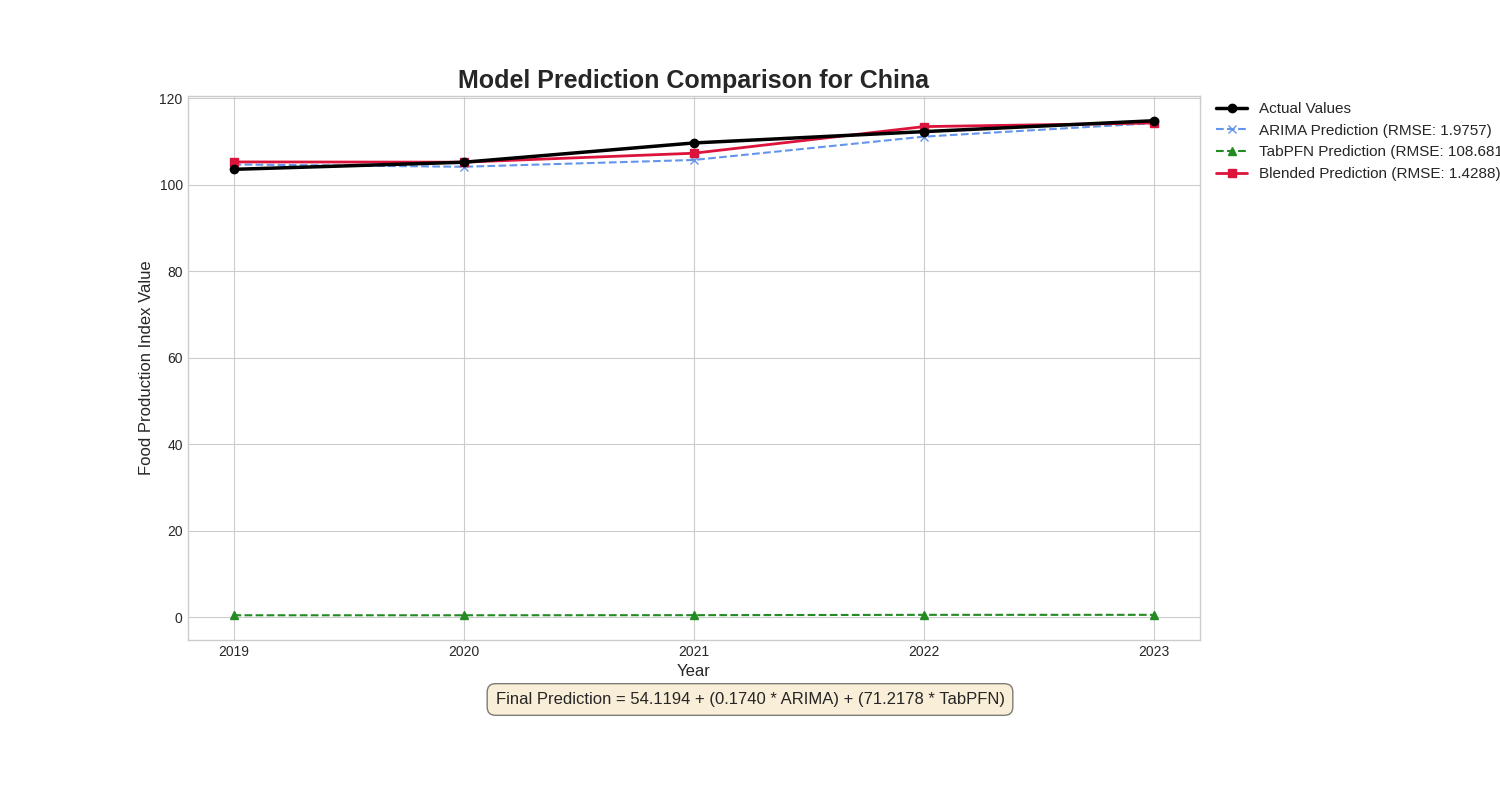 Model Prediction Comparison for China
120
100
80
60
40
20
0
Food Production Index Value
2019 2020 2021 2022 2023
Year
Actual Values
ARIMA Prediction (RMSE: 1.9757)
TabPFN Prediction (RMSE: 108.681
Blended Prediction (RMSE: 1.4288)
Final Prediction = 54.1194 + (0.1740 * ARIMA) + (71.2178 * TabPFN)